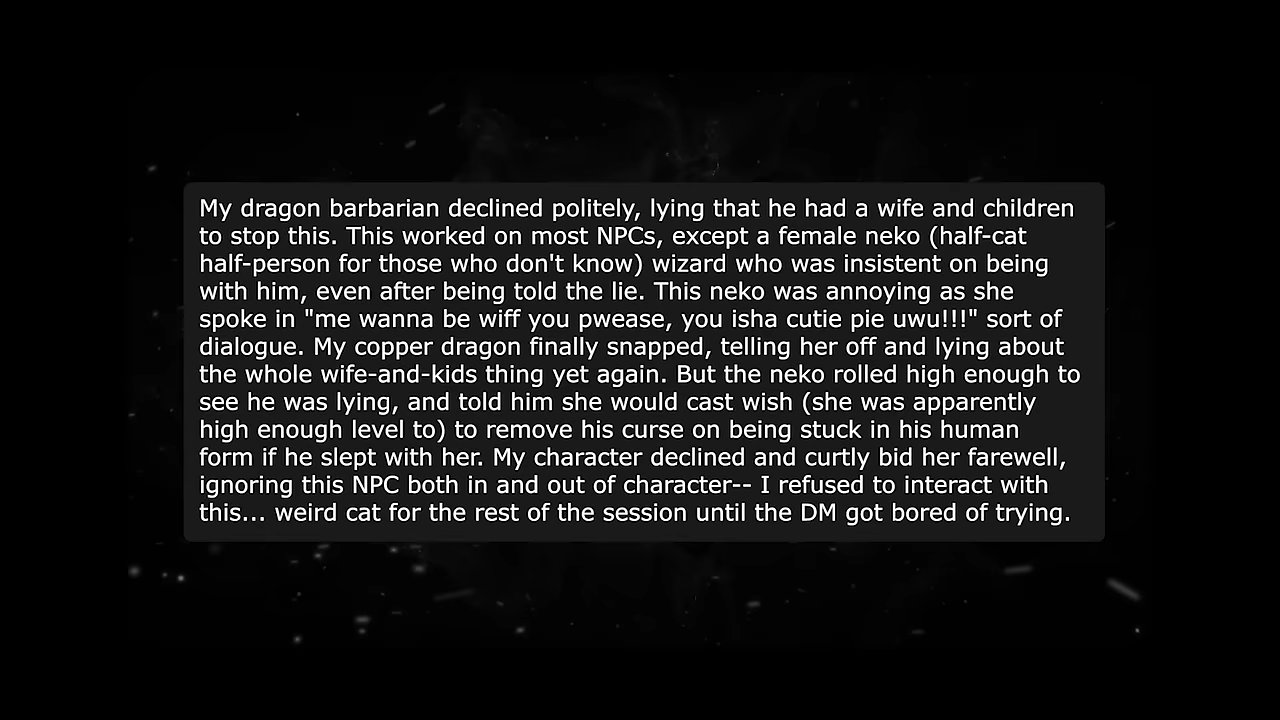 My dragon barbarian declined politely, lying that he had a wife and children
to stop this. This worked on most NPCs, except a female neko (half-cat
half-person for those who don't know) wizard who was insistent on being
with him, even after being told the lie. This neko was annoying as she
spoke in "me wanna be wiff you pwease, you isha cutie pie uwu!!!" sort of
dialogue. My copper dragon finally snapped, telling her off and lying about
the whole wife-and-kids thing yet again. But the neko rolled high enough to
see he was lying, and told him she would cast wish (she was apparently
high enough level to) to remove his curse on being stuck in his human
form if he slept with her. My character declined and curtly bid her farewell,
ignoring this NPC both in and out of character-- I refused to interact with
this... weird cat for the rest of the session until the DM got bored of trying.